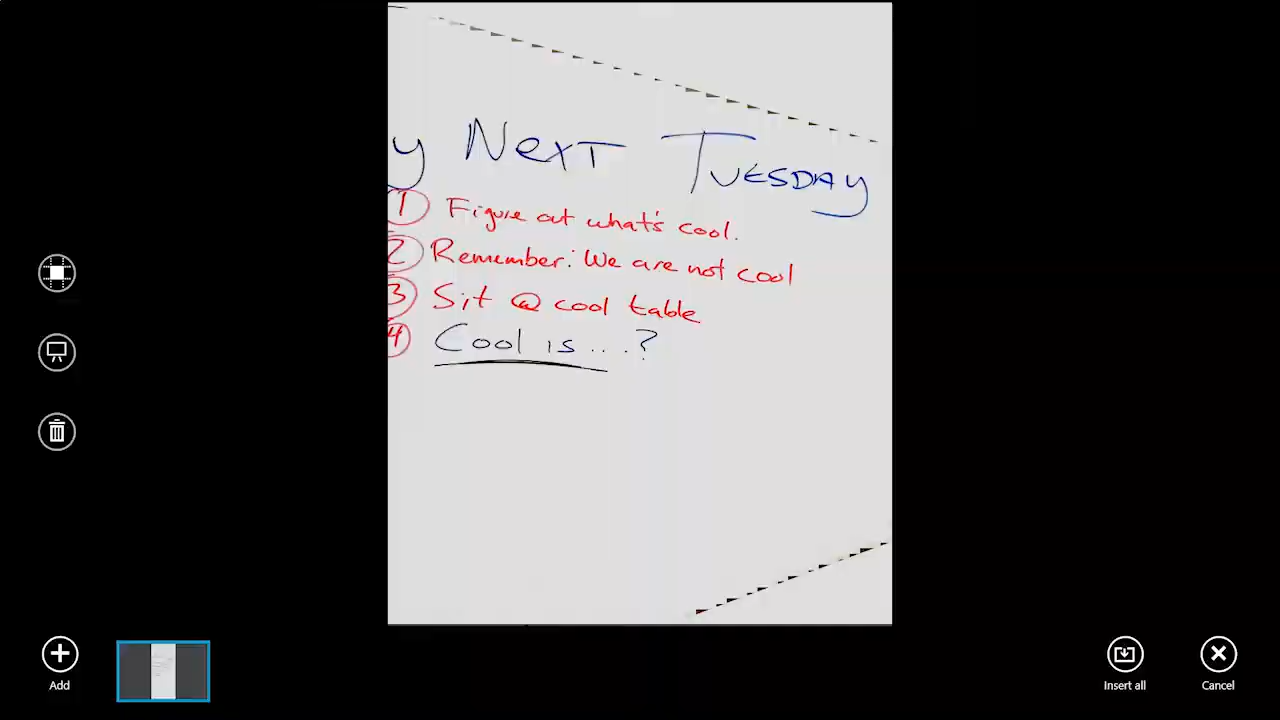 y Next Tuesday
1 Figure out what's cool.
2 Remember: We are not cool
3 Sit @ cool table
4 Cool is ...?
Add
Insert all
Cancel